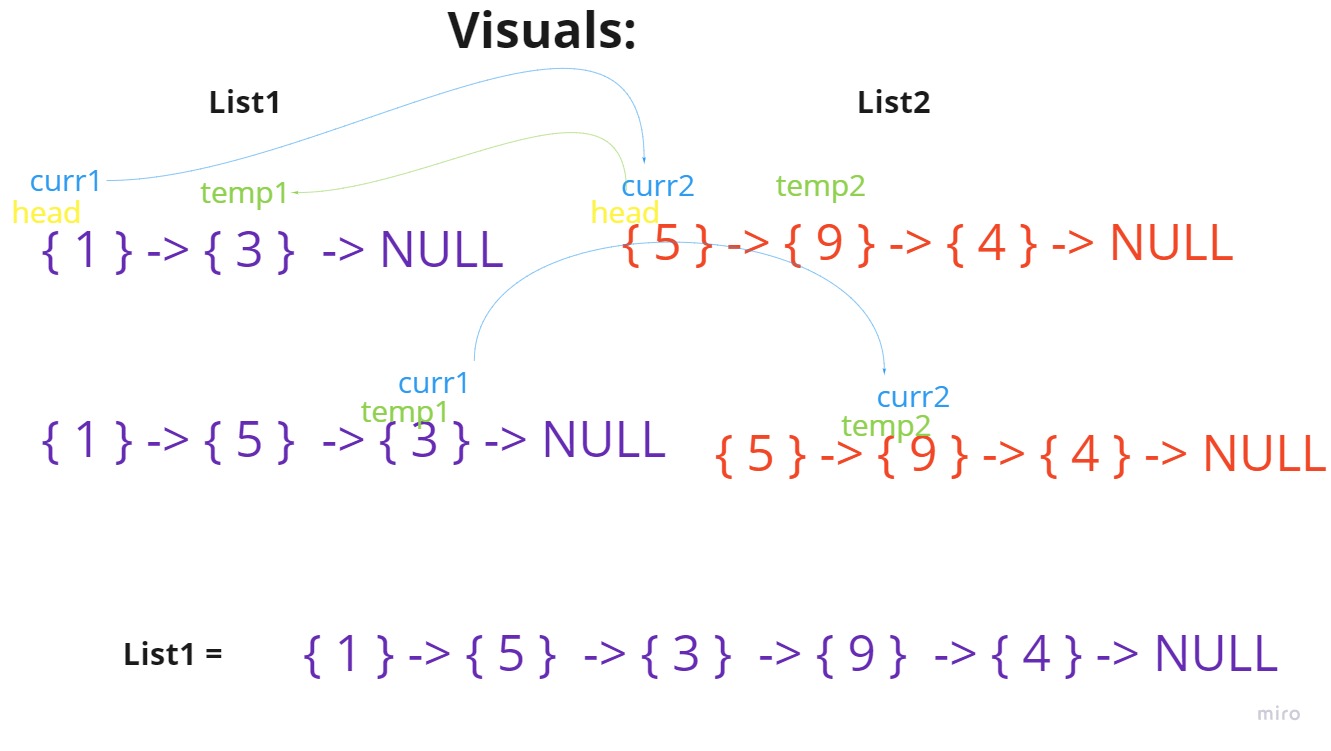 Visuals:
List1
List2
curr1
temp1
curr2
temp2
head
head
{ 1 } -> { 3 } -> NULL
{ 5 } -> { 9 } -> { 4 } -> NULL
curr1
temp1
curr2
temp2
{ 1 } -> { 5 } -> { 3 } -> NULL
{ 5 } -> { 9 } -> { 4 } -> NULL
List1 = { 1 } -> { 5 } -> { 3 } -> { 9 } -> { 4 } -> NULL
miro